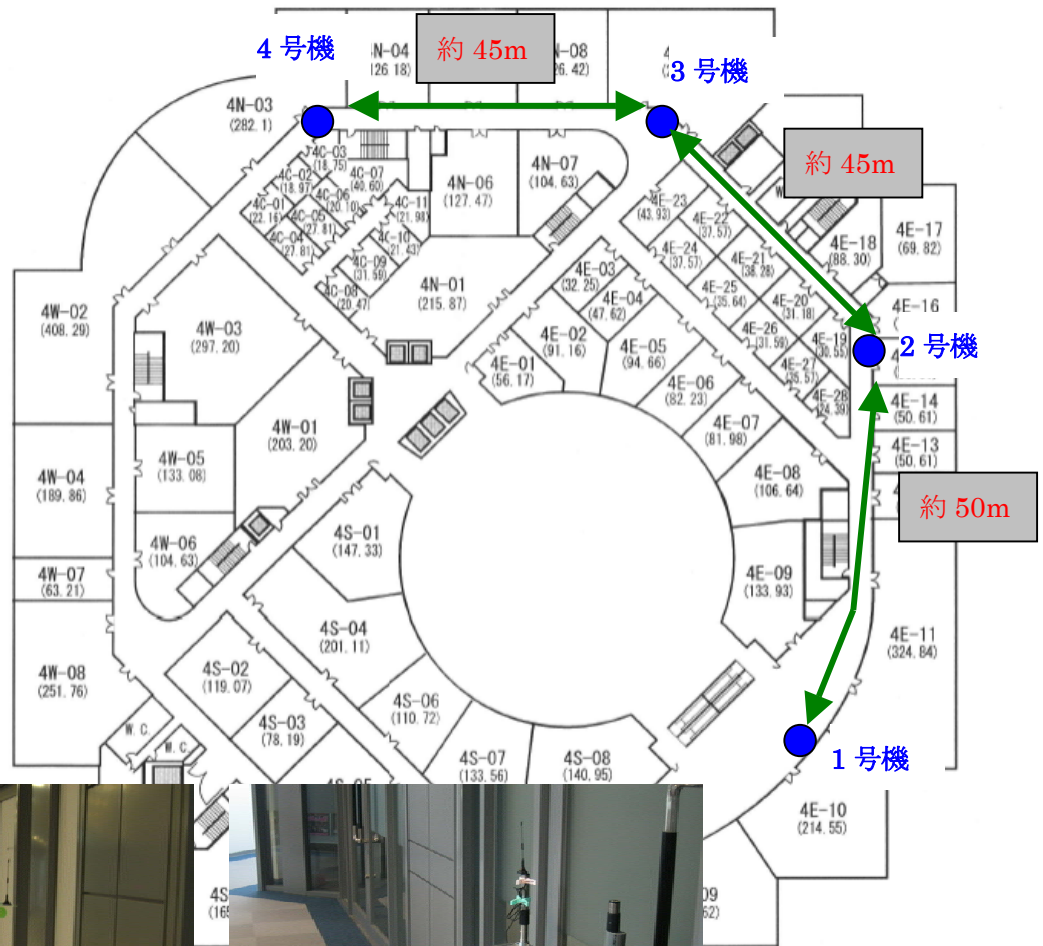 4 号機
約 45m
N-04
N-08
26.42)
3 号機
4N-03
(282.1)
約 45m
4C-03
(18.75)
4C-02
(18.97)
4C-07
(40.60)
4C-01
(22.16)
4C-06
(20.10)
4C-05
(27.81)
4C-04
(27.81)
4C-11
(21.98)
4C-10
(21.43)
4C-09
(31.59)
4C-08
(20.47)
4N-06
(127.47)
4N-07
(104.63)
4N-01
(215.87)
4E-23
(43.93)
4E-22
(37.57)
4E-24
(37.57)
4E-21
(38.28)
4E-25
(35.64)
4E-20
(31.18)
4E-26
(31.59)
4E-19
(30.55)
4E-27
(35.57)
4E-28
(24.39)
4E-18
(88.30)
4E-17
(69.82)
4E-16
2 号機
4E-14
(50.61)
4E-13
(50.61)
約 50m
4E-03
(32.25)
4E-04
(47.62)
4E-02
(91.16)
4E-05
(94.66)
4E-01
(56.17)
4E-06
(82.23)
4E-07
(81.98)
4E-08
(106.64)
4E-09
(133.93)
4E-11
(324.84)
1 号機
4E-10
(214.55)
4W-02
(408.29)
4W-03
(297.20)
4W-01
(203.20)
4W-04
(189.86)
4W-05
(133.08)
4W-06
(104.63)
4W-07
(63.21)
4W-08
(251.76)
4S-01
(147.33)
4S-04
(201.11)
4S-02
(119.07)
4S-03
(78.19)
4S-06
(110.72)
4S-07
(133.56)
4S-08
(140.95)
W.C.
W.C.